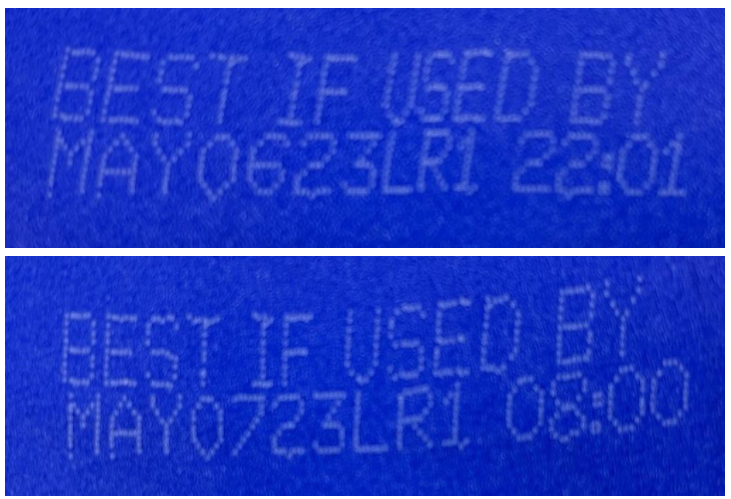 BEST IF USED BY
MAY0623LR1 22:01
BEST IF USED BY
MAY0723LR1 08:00